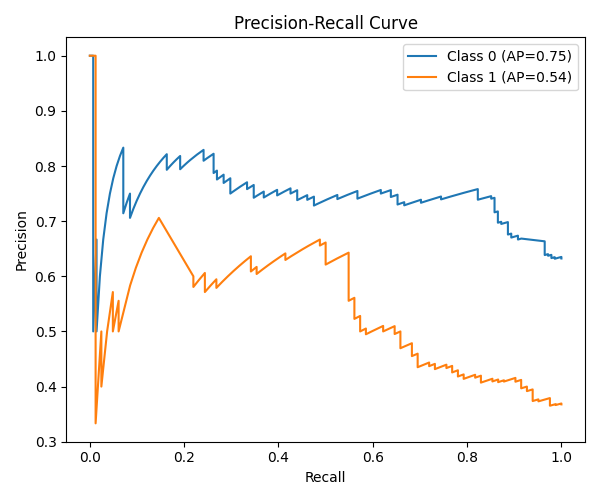 Precision-Recall Curve
Class 0 (AP=0.75)
Class 1 (AP=0.54)
Precision
1.0
0.9
0.8
0.7
0.6
0.5
0.4
0.3
0.0 0.2 0.4 0.6 0.8 1.0
Recall